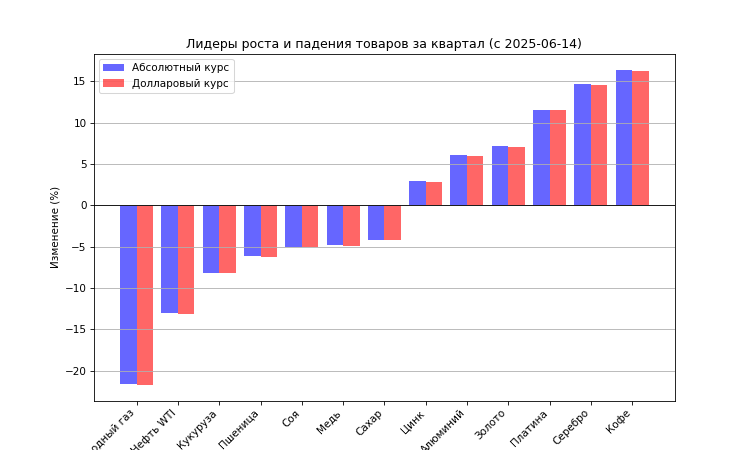 Лидеры роста и падения товаров за квартал (с 2025-06-14)
Абсолютный курс
Долларовый курс
Изменение (%)
15
10
5
0
−5
−10
−15
−20
газ
Нефть WTI
Кукуруза
Пшеница
Соя
Медь
Сахар
Цинк
Алюминий
Золото
Платина
Серебро
Кофе